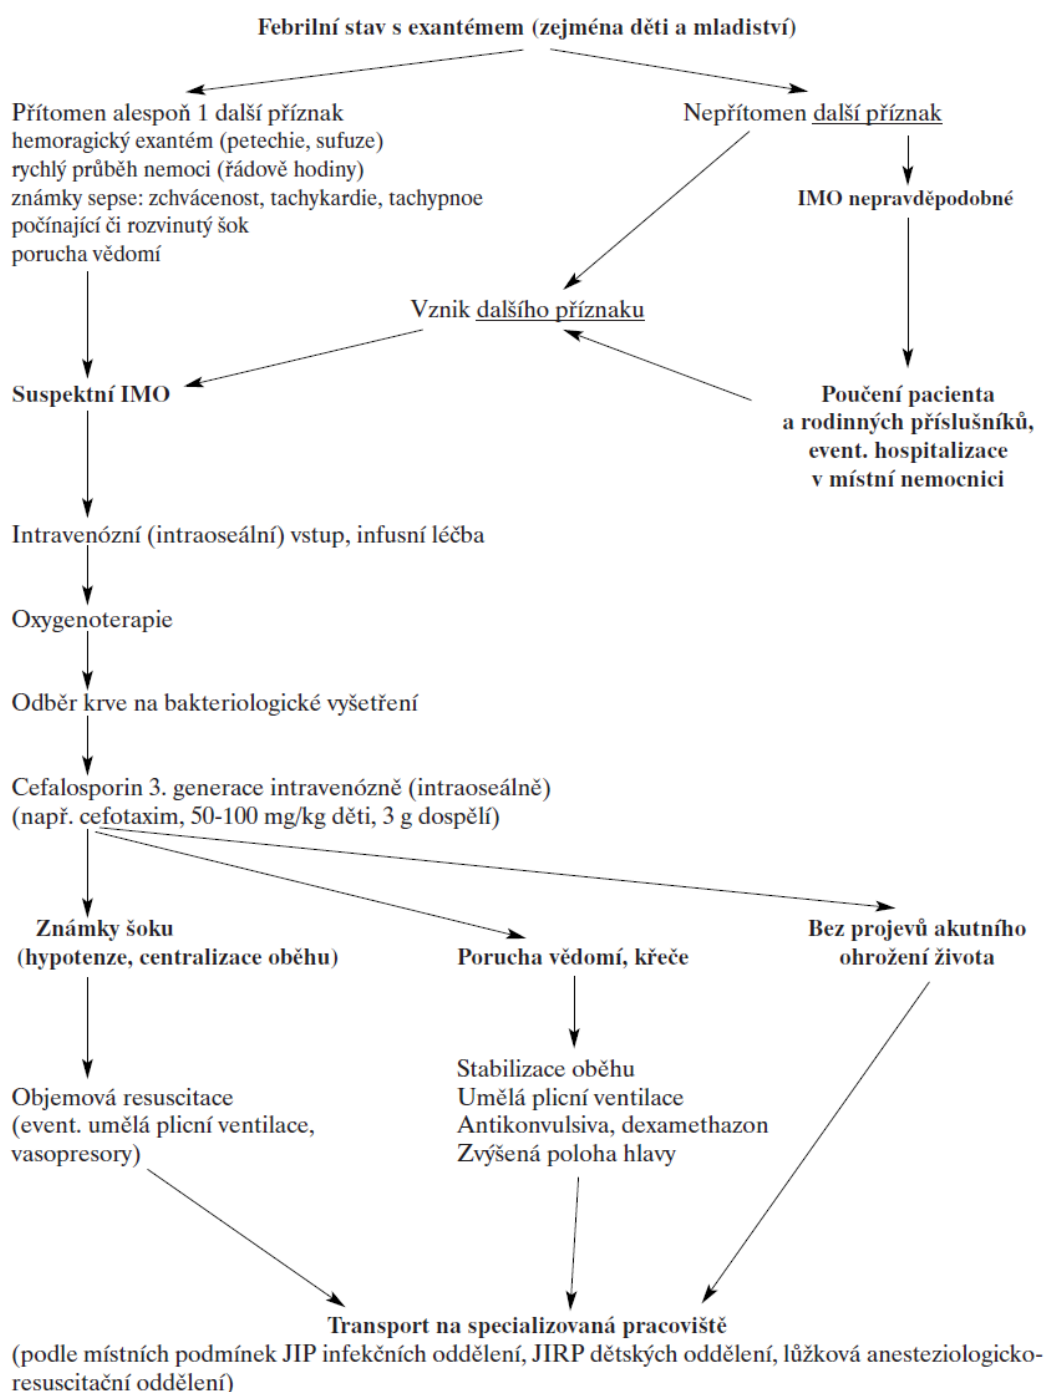 Febrilní stav s exantémem (zejména děti a mladiství)
Přítomen alespoň 1 další příznak
hemoragický exantém (petechie, sufuze)
rychlý průběh nemoci (řádově hodiny)
známky sepse: zchvácenost, tachykardie, tachypnoe
počínající či rozvinutý šok
porucha vědomí
Nepřítomen další příznak
IMO nepravděpodobné
Vznik dalšího příznaku
Suspektní IMO
Poučení pacienta
a rodinných příslušníků,
event. hospitalizace
v místní nemocnici
Intravenózní (intraoseální) vstup, infusní léčba
Oxygenoterapie
Odběr krve na bakteriologické vyšetření
Cefalosporin 3. generace intravenózně (intraoseálně)
(např. cefotaxim, 50-100 mg/kg děti, 3 g dospělí)
Známky šoku
(hypotenze, centralizace oběhu)
Porucha vědomí, křeče
Bez projevů akutního
ohrožení života
Objemová resuscitace
(event. umělá plicní ventilace,
vasopresory)
Stabilizace oběhu
Umělá plicní ventilace
Antikonvulsiva, dexamethazon
Zvýšená poloha hlavy
Transport na specializovaná pracoviště
(podle místních podmínek JIP infekčních oddělení, JIRP dětských oddělení, lůžková anesteziologicko-
resuscitační oddělení)